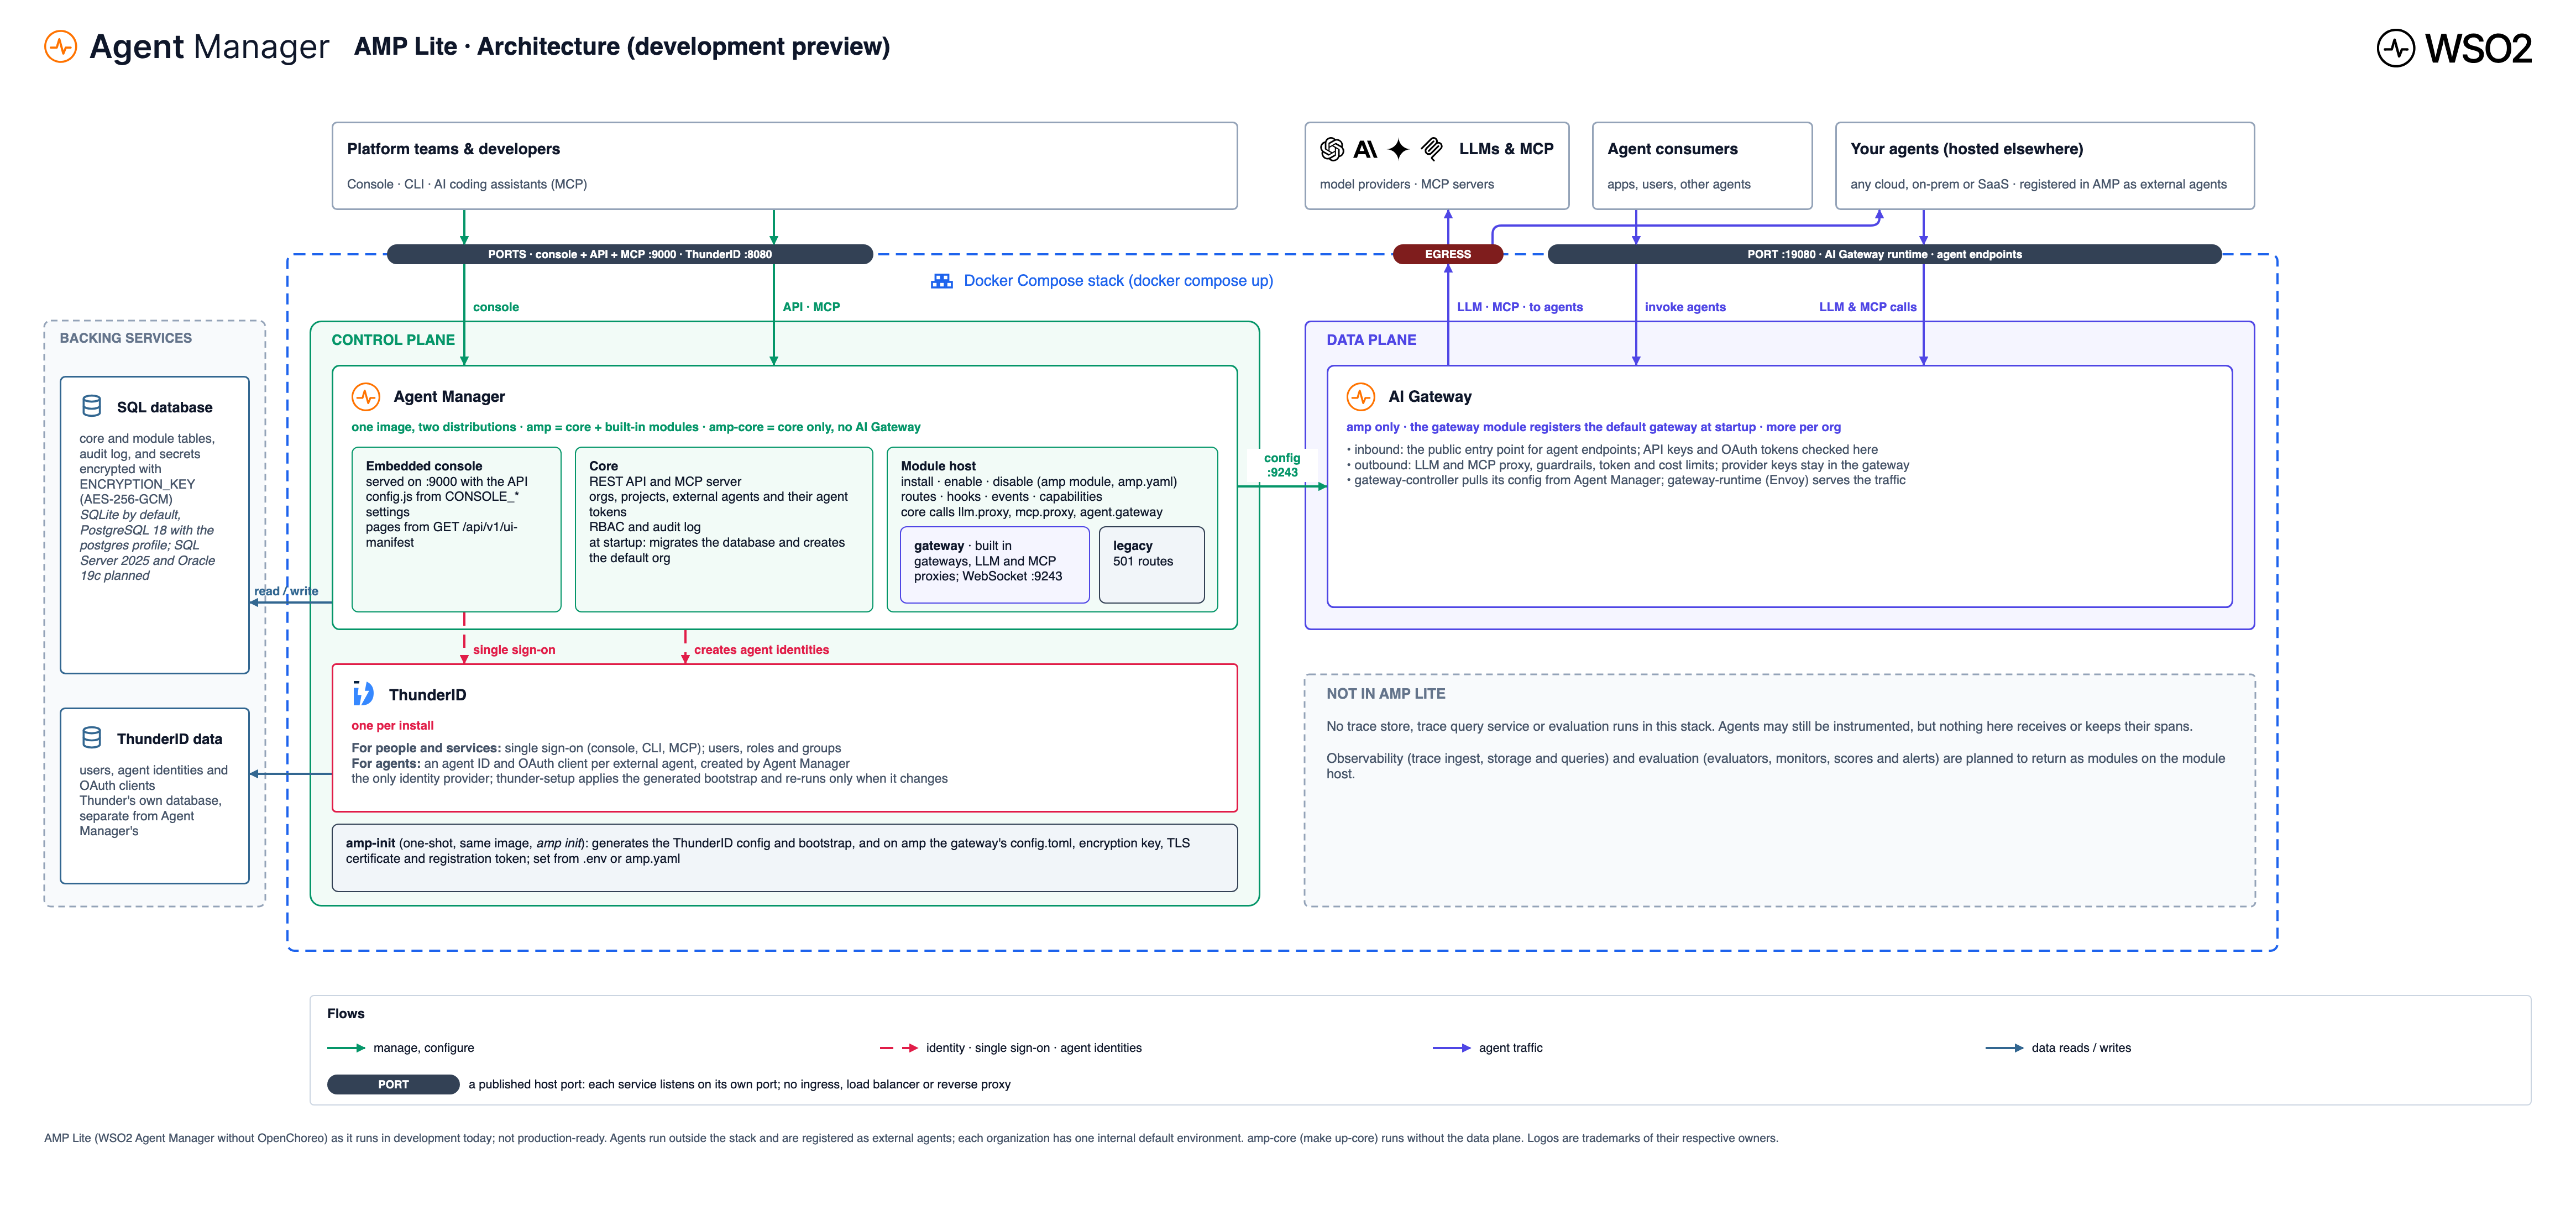 Agent Manager
AMP Lite · Architecture (development preview)
WSO2
Platform teams & developers
Console · CLI · AI coding assistants (MCP)
LLMs & MCP
model providers · MCP servers
Agent consumers
apps, users, other agents
Your agents (hosted elsewhere)
any cloud, on-prem or SaaS · registered in AMP as external agents
PORTS · console + API + MCP :9000 · ThunderID :8080
EGRESS
PORT :19080 · AI Gateway runtime · agent endpoints
Docker Compose stack (docker compose up)
console
API · MCP
LLM · MCP · to agents
invoke agents
LLM & MCP calls
BACKING SERVICES
SQL database
core and module tables,
audit log, and secrets
encrypted with
ENCRYPTION_KEY
(AES-256-GCM)
SQLite by default,
PostgreSQL 18 with the
postgres profile; SQL
Server 2025 and Oracle
19c planned
read / write
ThunderID data
users, agent identities and
OAuth clients
Thunder's own database,
separate from Agent
Manager's
CONTROL PLANE
Agent Manager
one image, two distributions · amp = core + built-in modules · amp-core = core only, no AI Gateway
Embedded console
served on :9000 with the API
config.js from CONSOLE_*
settings
pages from GET /api/v1/ui-
manifest
Core
REST API and MCP server
orgs, projects, external agents and their agent
tokens
RBAC and audit log
at startup: migrates the database and creates
the default org
Module host
install · enable · disable (amp module, amp.yaml)
routes · hooks · events · capabilities
core calls llm.proxy, mcp.proxy, agent.gateway
gateway · built in
gateways, LLM and MCP
proxies; WebSocket :9243
legacy
501 routes
config
:9243
single sign-on
creates agent identities
ThunderID
one per install
For people and services: single sign-on (console, CLI, MCP); users, roles and groups
For agents: an agent ID and OAuth client per external agent, created by Agent Manager
the only identity provider; thunder-setup applies the generated bootstrap and re-runs only when it changes
amp-init (one-shot, same image, amp init): generates the ThunderID config and bootstrap, and on amp the gateway's config.toml, encryption key, TLS
certificate and registration token; set from .env or amp.yaml
DATA PLANE
AI Gateway
amp only · the gateway module registers the default gateway at startup · more per org
• inbound: the public entry point for agent endpoints; API keys and OAuth tokens checked here
• outbound: LLM and MCP proxy, guardrails, token and cost limits; provider keys stay in the gateway
• gateway-controller pulls its config from Agent Manager; gateway-runtime (Envoy) serves the traffic
NOT IN AMP LITE
No trace store, trace query service or evaluation runs in this stack. Agents may still be instrumented, but nothing here receives or keeps their spans.
Observability (trace ingest, storage and queries) and evaluation (evaluators, monitors, scores and alerts) are planned to return as modules on the module
host.
Flows
manage, configure
identity · single sign-on · agent identities
agent traffic
data reads / writes
PORT
a published host port: each service listens on its own port; no ingress, load balancer or reverse proxy
AMP Lite (WSO2 Agent Manager without OpenChoreo) as it runs in development today; not production-ready. Agents run outside the stack and are registered as external agents; each organization has one internal default environment. amp-core (make up-core) runs without the data plane. Logos are trademarks of their respective owners.